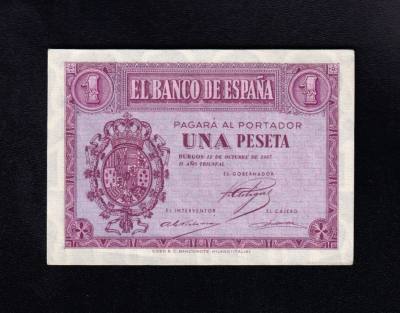 1 EL BANCO DE ESPAÑA 1
PAGARÁ AL PORTADOR
UNA PESETA
BURGOS 12 DE OCTUBRE DE 1937
II AÑO TRIUNFAL
EL GOBERNADOR
EL INTERVENTOR EL CAJERO